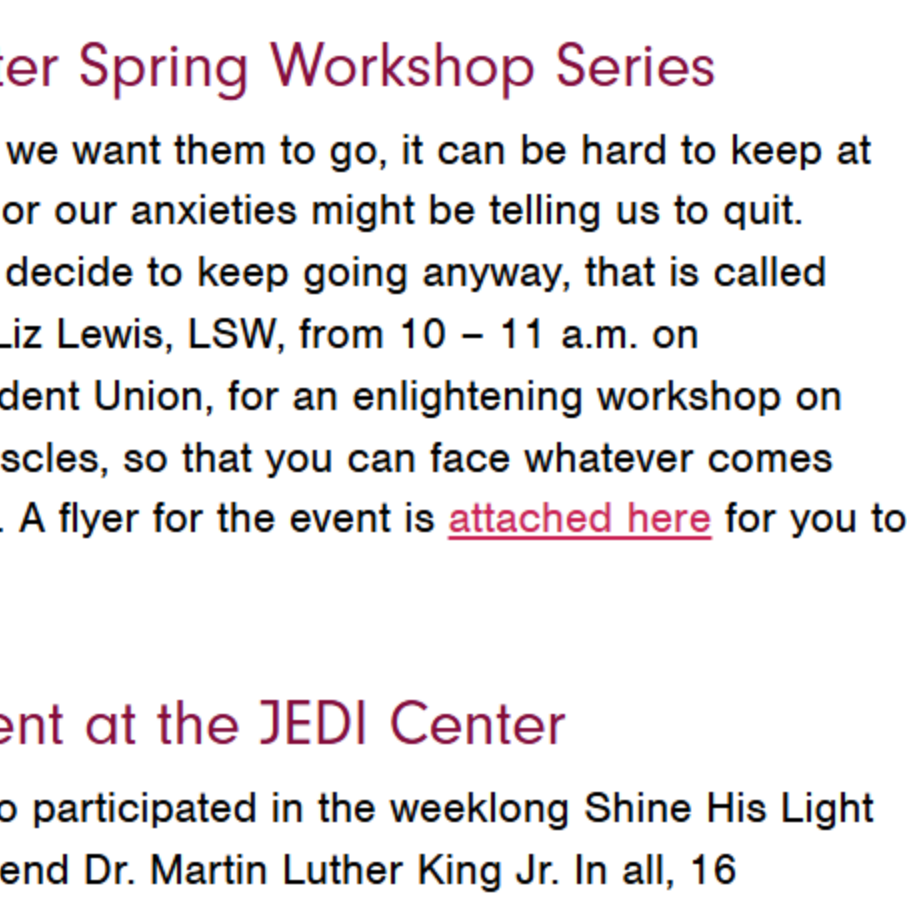 ter Spring Workshop Series
we want them to go, it can be hard to keep at
or our anxieties might be telling us to quit.
decide to keep going anyway, that is called
Liz Lewis, LSW, from 10 – 11 a.m. on
dent Union, for an enlightening workshop on
scles, so that you can face whatever comes
. A flyer for the event is attached here for you to
ent at the JEDI Center
o participated in the weeklong Shine His Light
end Dr. Martin Luther King Jr. In all, 16